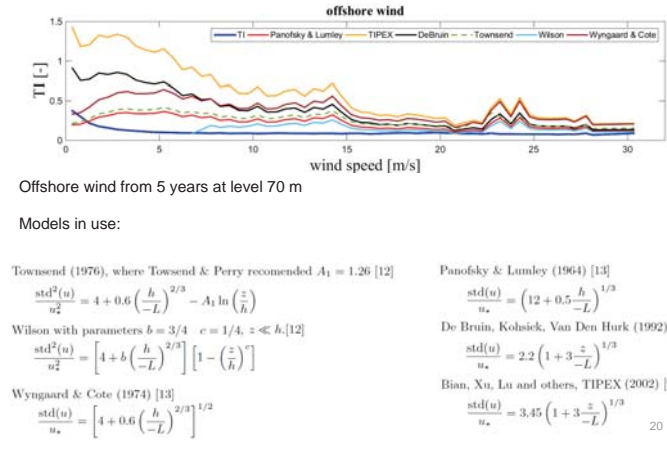 offshore wind
1.5
1
0.5
0
TI [-]
TI Panofsky & Lumley TIPEX DeBruin Townsend Wilson Wyngaard & Cote
0 5 10 15 20 25 30
wind speed [m/s]
Offshore wind from 5 years at level 70 m
Models in use:
Townsend (1976), where Towsend & Perry recomended A₁ = 1.26 [12]
std²(u)/u²* = 4 + 0.6 (h/−L)^2/3 − A₁ ln (z/h)
Wilson with parameters b = 3/4 c = 1/4, z ≪ h.[12]
std²(u)/u²* = [4 + b (h/−L)^2/3] [1 − (z/h)^c]
Wyngaard & Cote (1974) [13]
std(u)/u* = [4 + 0.6 (h/−L)^2/3]^1/2
Panofsky & Lumley (1964) [13]
std(u)/u* = (12 + 0.5 h/−L)^1/3
De Bruin, Kohsiek, Van Den Hurk (1992)
std(u)/u* = 2.2 (1 + 3 z/−L)^1/3
Bian, Xu, Lu and others, TIPEX (2002) [
std(u)/u* = 3.45 (1 + 3 z/−L)^1/3
20